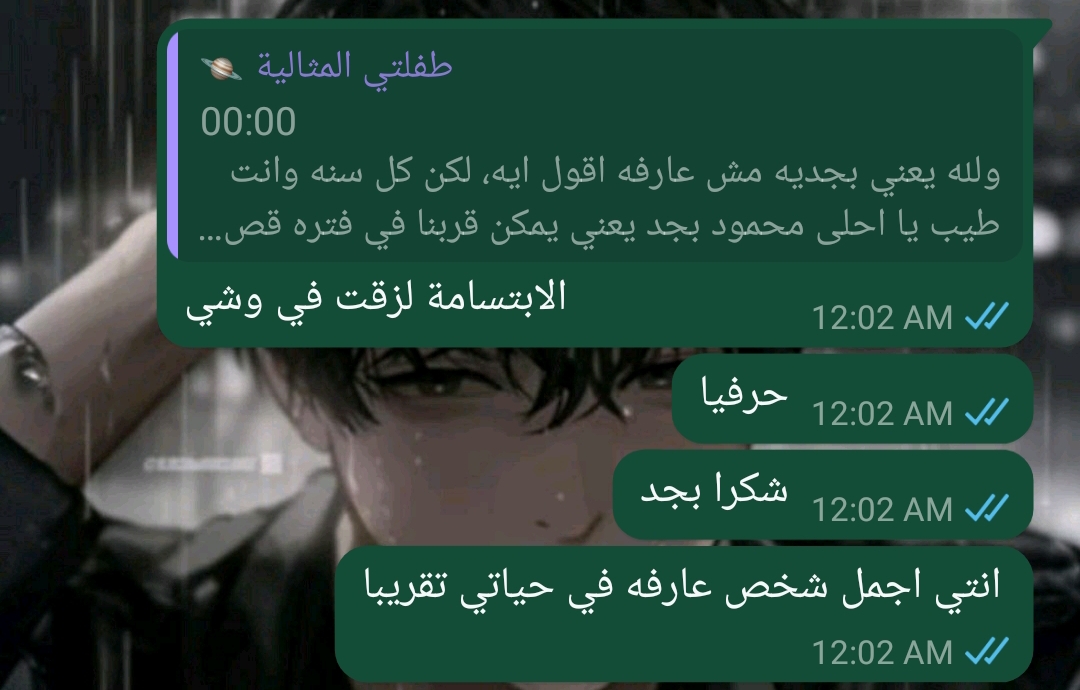 طفلتي المثالية 🪐
00:00
ولله يعني بجديه مش عارفه اقول ايه، لكن كل سنه وانت
طيب يا احلى محمود بجد يعني يمكن قربنا في فتره قص...
الابتسامة لزقت في وشي
12:02 AM
حرفيا
12:02 AM
شكرا بجد
12:02 AM
انتي اجمل شخص عارفه في حياتي تقريبا
12:02 AM